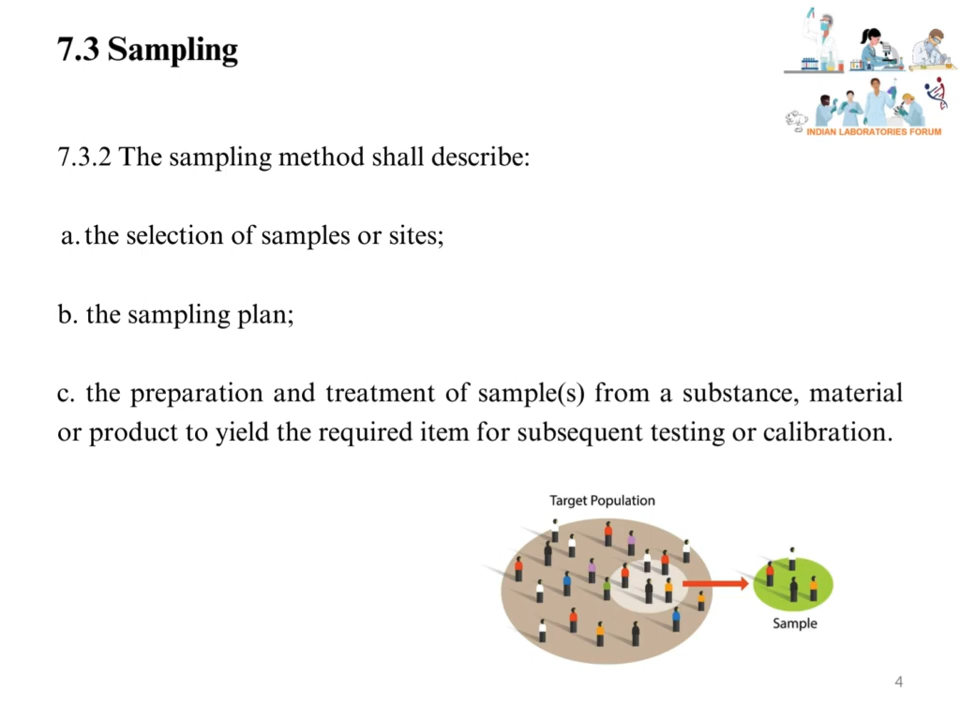 7.3 Sampling
INDIAN LABORATORIES FORUM
7.3.2 The sampling method shall describe:
a. the selection of samples or sites;
b. the sampling plan;
c. the preparation and treatment of sample(s) from a substance, material
or product to yield the required item for subsequent testing or calibration.
Target Population
Sample
4